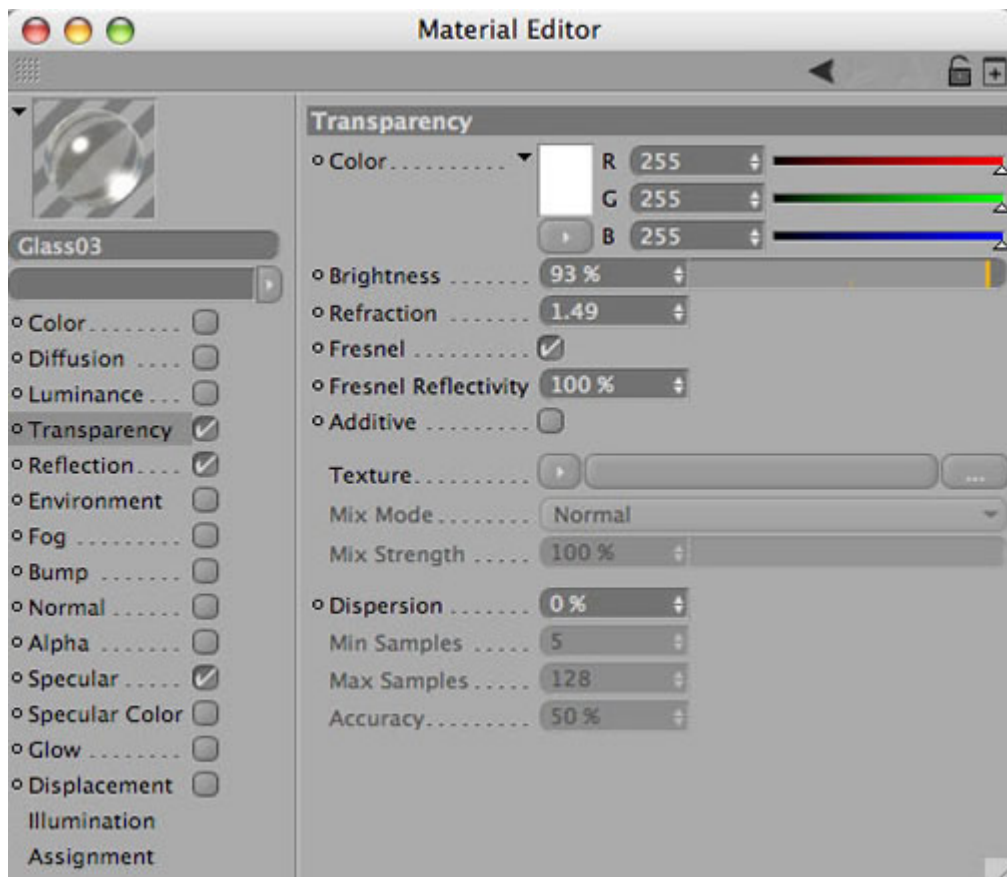 Material Editor
Glass03
Color
Diffusion
Luminance
Transparency
Reflection
Environment
Fog
Bump
Normal
Alpha
Specular
Specular Color
Glow
Displacement
Illumination
Assignment
Transparency
Color R 255
G 255
B 255
Brightness 93 %
Refraction 1.49
Fresnel
Fresnel Reflectivity 100 %
Additive
Texture ...
Mix Mode Normal
Mix Strength 100 %
Dispersion 0 %
Min Samples 5
Max Samples 128
Accuracy 50 %